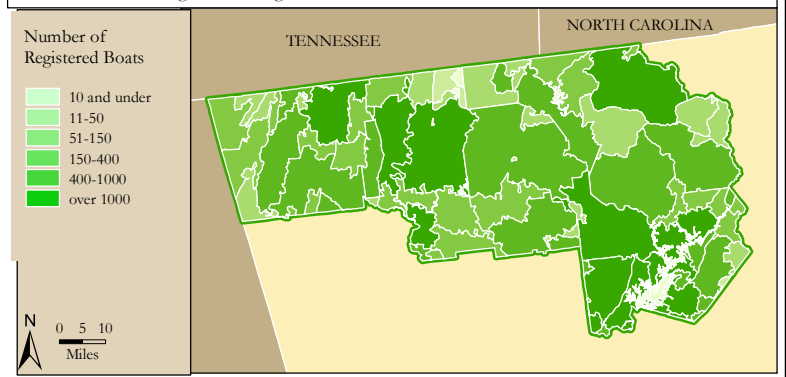 NORTH CAROLINA
TENNESSEE
Number of
Registered Boats
10 and under
11-50
51-150
150-400
400-1000
over 1000
N
0 5 10
Miles